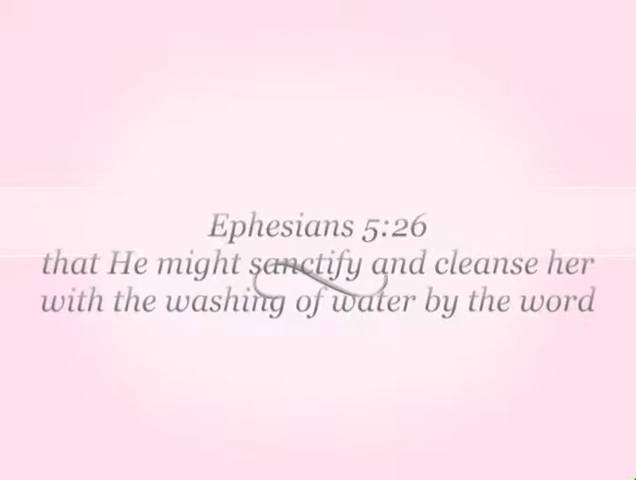 Ephesians 5:26
that He might sanctify and cleanse her
with the washing of water by the word